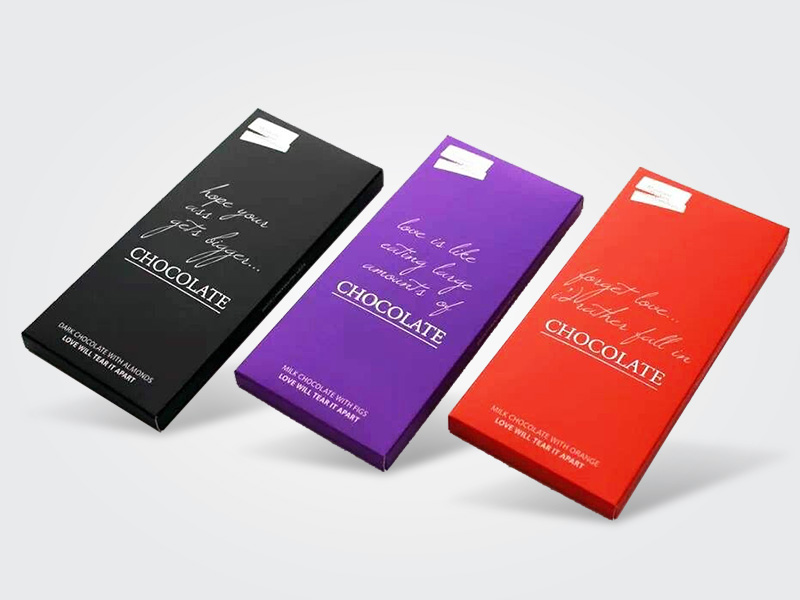 hope your
ass
gets bigger...
CHOCOLATE
DARK CHOCOLATE WITH ALMONDS
LOVE WILL TEAR IT APART
love is like
eating large
amounts of
CHOCOLATE
MILK CHOCOLATE WITH FIGS
LOVE WILL TEAR IT APART
forget love...
i'd rather fall in
CHOCOLATE
MILK CHOCOLATE WITH ORANGE
LOVE WILL TEAR IT APART